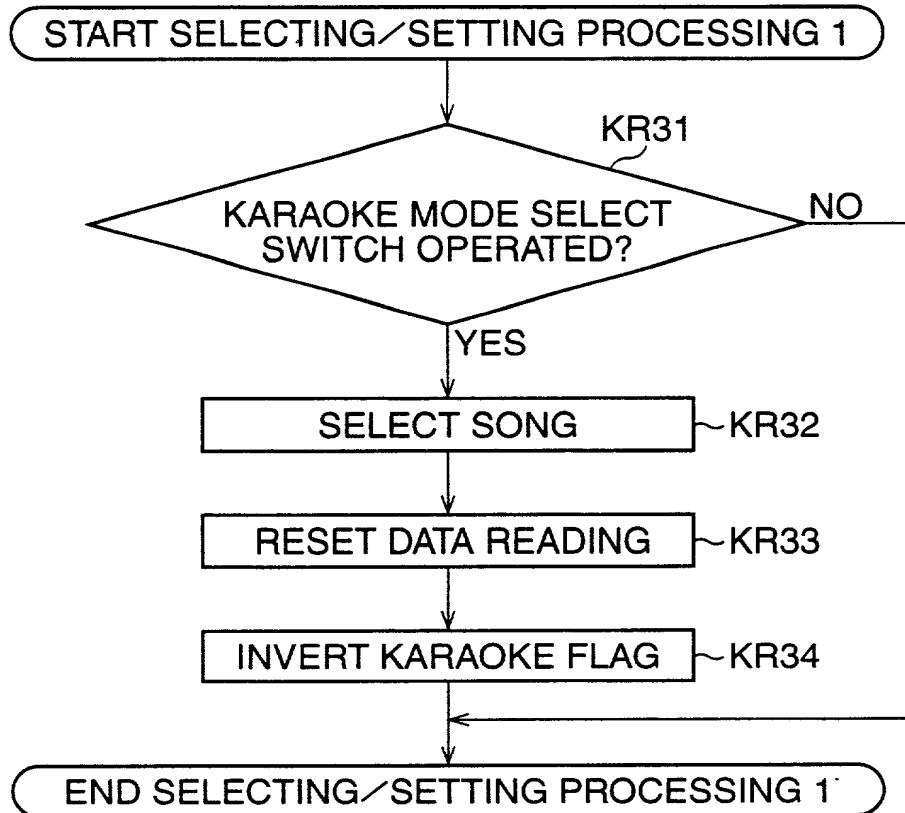 START SELECTING/SETTING PROCESSING 1
KR31
KARAOKE MODE SELECT
SWITCH OPERATED?
NO
YES
SELECT SONG
KR32
RESET DATA READING
KR33
INVERT KARAOKE FLAG
KR34
END SELECTING/SETTING PROCESSING 1